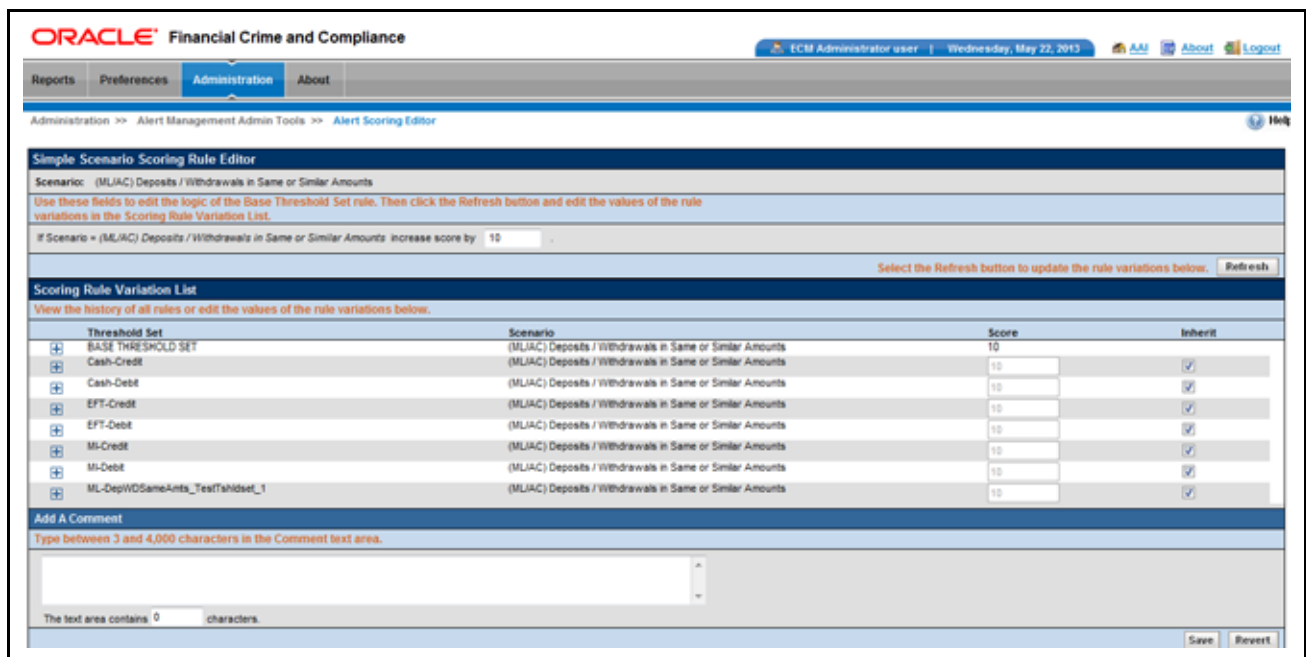 ORACLE Financial Crime and Compliance
ECM Administrator user | Wednesday, May 22, 2013 AAI About Logout
Reports Preferences Administration About
Administration >> Alert Management Admin Tools >> Alert Scoring Editor Help
Simple Scenario Scoring Rule Editor
Scenario: (ML/AC) Deposits / Withdrawals in Same or Similar Amounts
Use these fields to edit the logic of the Base Threshold Set rule. Then click the Refresh button and edit the values of the rule
variations in the Scoring Rule Variation List.
If Scenario = (ML/AC) Deposits / Withdrawals in Same or Similar Amounts increase score by 10 .
Select the Refresh button to update the rule variations below. Refresh
Scoring Rule Variation List
View the history of all rules or edit the values of the rule variations below.
Threshold Set Scenario Score Inherit
BASE THRESHOLD SET (ML/AC) Deposits / Withdrawals in Same or Similar Amounts 10
Cash-Credit (ML/AC) Deposits / Withdrawals in Same or Similar Amounts 10
Cash-Debit (ML/AC) Deposits / Withdrawals in Same or Similar Amounts 10
EFT-Credit (ML/AC) Deposits / Withdrawals in Same or Similar Amounts 10
EFT-Debit (ML/AC) Deposits / Withdrawals in Same or Similar Amounts 10
MI-Credit (ML/AC) Deposits / Withdrawals in Same or Similar Amounts 10
MI-Debit (ML/AC) Deposits / Withdrawals in Same or Similar Amounts 10
ML-DepWDSameAmts_TestTshldset_1 (ML/AC) Deposits / Withdrawals in Same or Similar Amounts 10
Add A Comment
Type between 3 and 4,000 characters in the Comment text area.
The text area contains 0 characters.
Save Revert